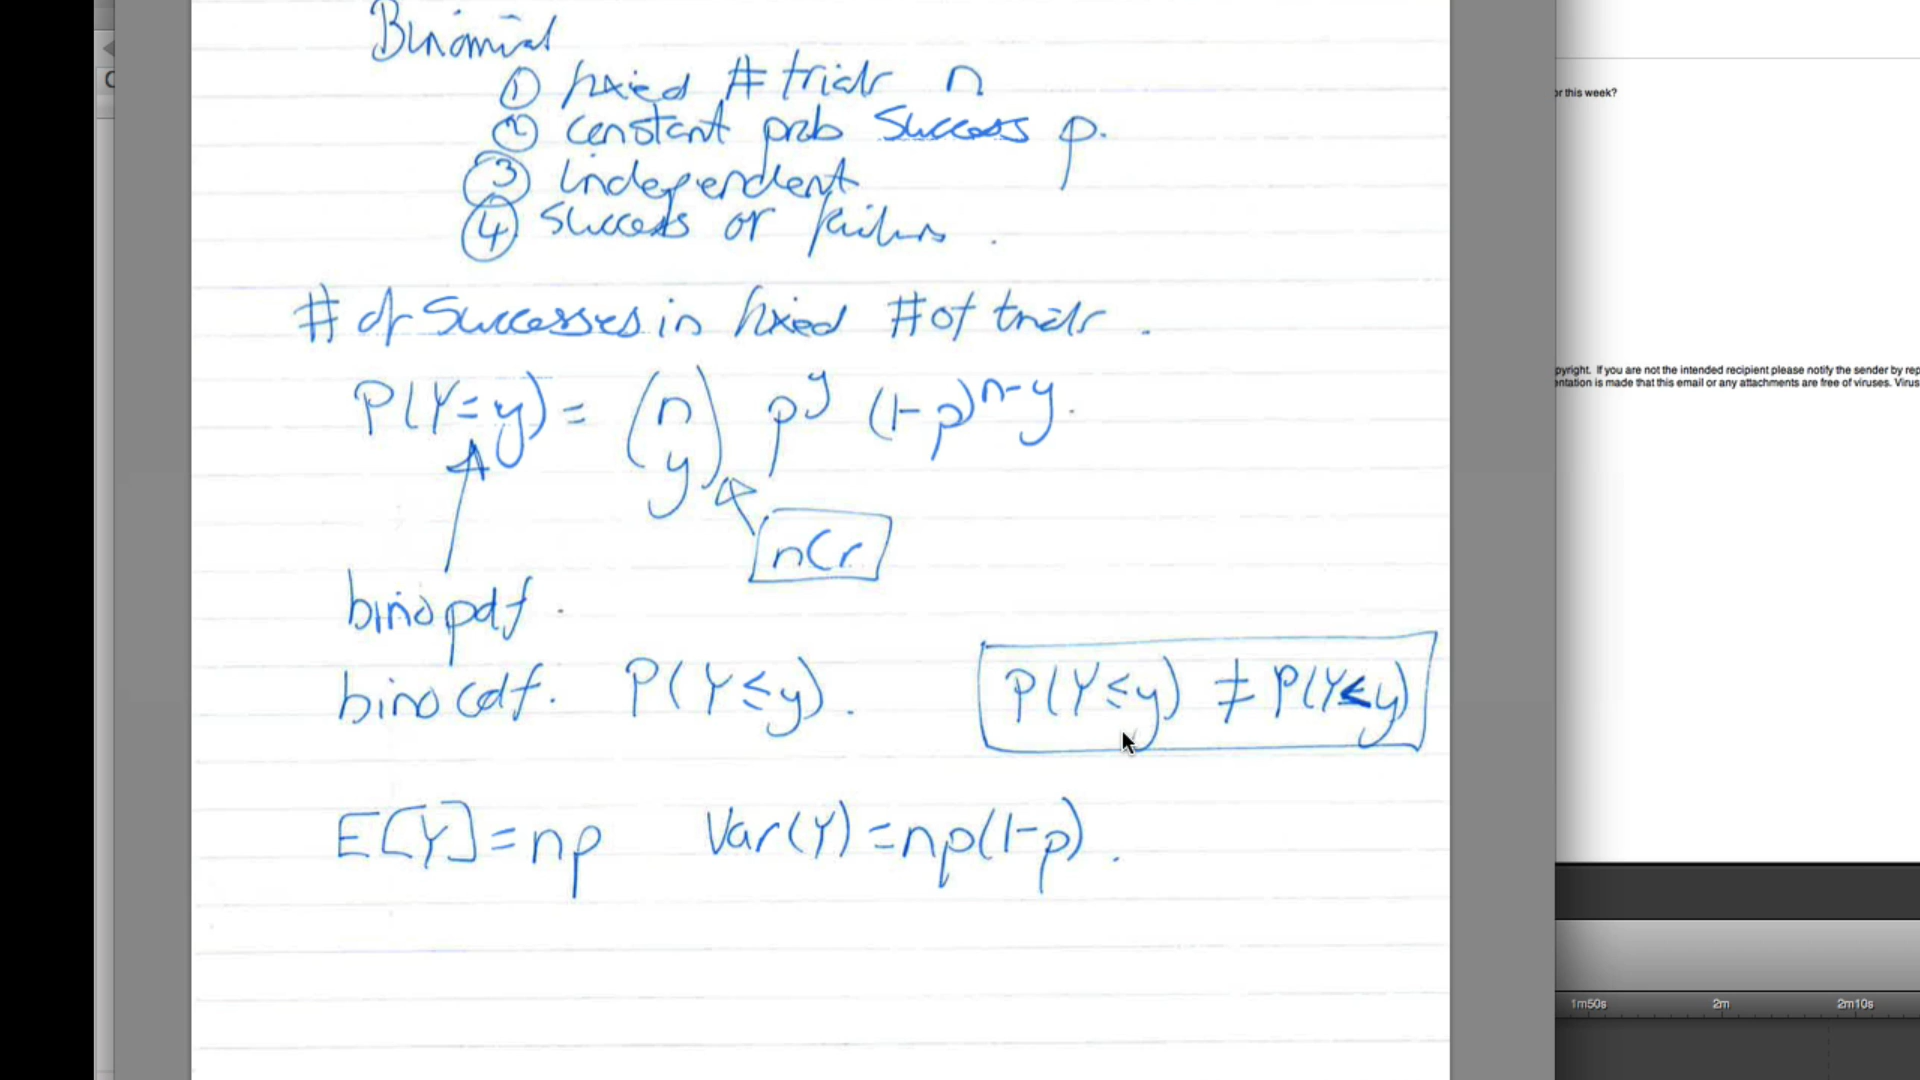 Binomial
① fixed # trials n
② constant prob success p.
③ independent
④ success or failure.
# of successes in fixed # of trials.
P(Y=y) = (n y) p^y (1-p)^n-y.
nCr
binopdf.
binocdf. P(Y≤y). P(Y≤y) ≠ P(Y<y)
E[Y]=np Var(Y)=np(1-p).
or this week?
pyright. If you are not the intended recipient please notify the sender by rep
entation is made that this email or any attachments are free of viruses. Virus
1m50s 2m 2m10s